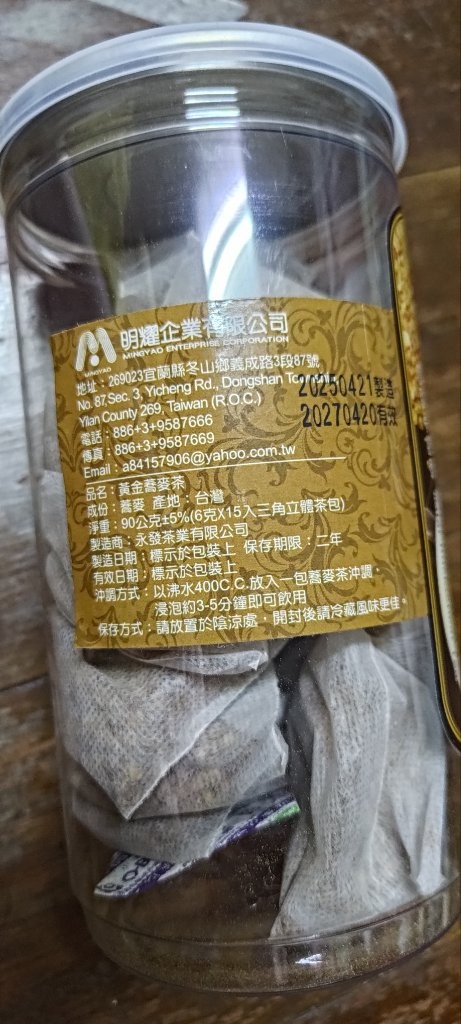 明耀企業有限公司
MINGYAO
MINGYAO ENTERPRISE CORPORATION
地址：269023宜蘭縣冬山鄉義成路3段87號
No. 87,Sec. 3, Yicheng Rd., Dongshan
Yilan County 269, Taiwan (R.O.C.)
20250421製造
20270420有效
電話：886+3+9587666
傳真：886+3+9587669
Email：a84157906@yahoo.com.tw
品名：黃金蕎麥茶
成份：蕎麥 產地：台灣
淨重：90公克±5%(6克X15入三角立體茶包)
製造商：永發茶業有限公司
製造日期：標示於包裝上 保存期限：二年
有效日期：標示於包裝上
沖調方式：以沸水400C.C.放入一包蕎麥茶沖調，
浸泡約3-5分鐘即可飲用
保存方式：請放置於陰涼處，開封後請冷藏風味更佳。